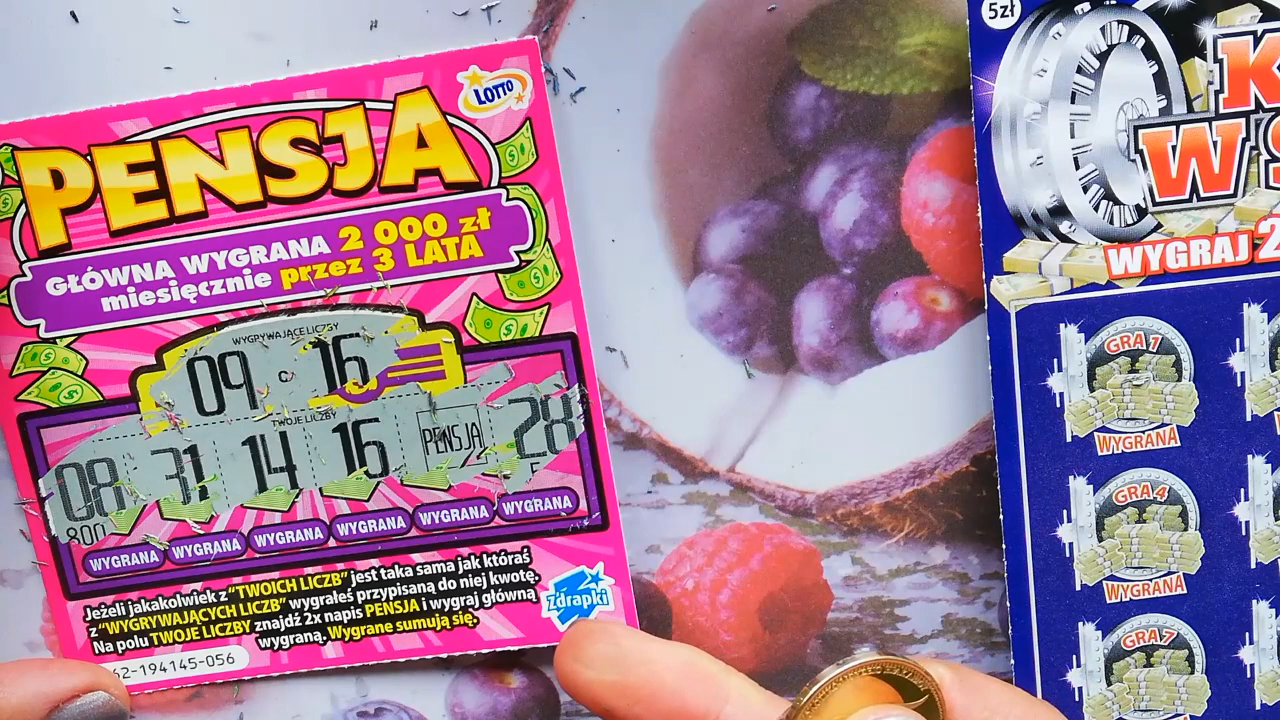 LOTTO
PENSJA
GŁÓWNA WYGRANA 2 000 zł
miesięcznie przez 3 LATA
WYGRYWAJĄCE LICZBY
09 16
TWOJE LICZBY
08 31 14 16 PENSJA 28
800
WYGRANA WYGRANA WYGRANA WYGRANA WYGRANA WYGRANA
Jeżeli jakakolwiek z "TWOICH LICZB" jest taka sama jak któraś
z "WYGRYWAJĄCYCH LICZB" wygrałeś przypisaną do niej kwotę.
Na polu TWOJE LICZBY znajdź 2x napis PENSJA i wygraj główną
wygraną. Wygrane sumują się.
Zdrapki
62-194145-056
5zł
K
W
WYGRAJ 2
GRA 1
WYGRANA
GRA 4
WYGRANA
GRA 7